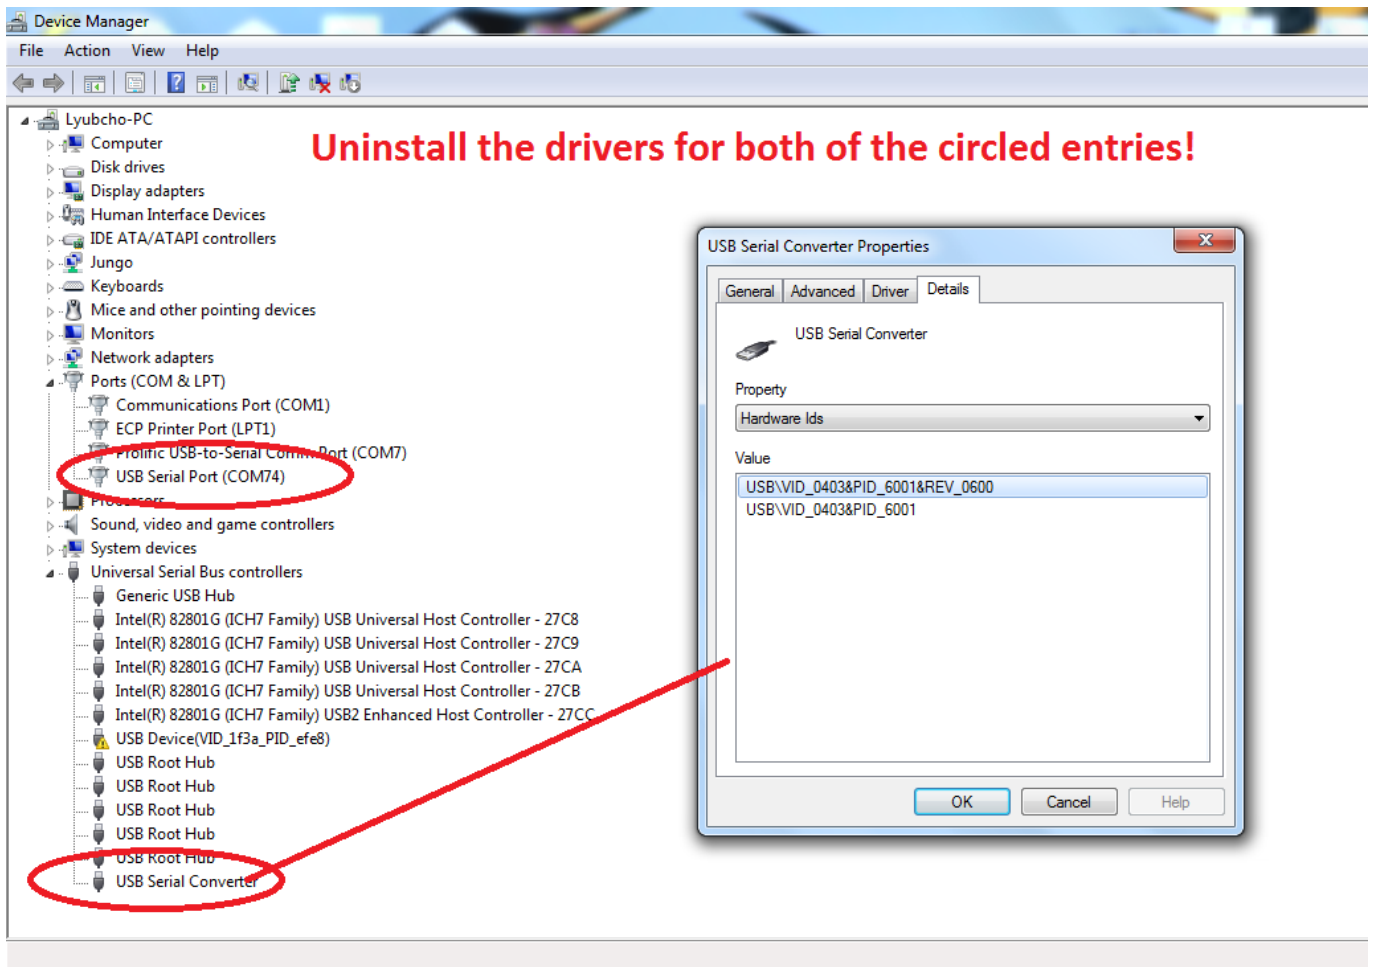 Device Manager
File Action View Help
Lyubcho-PC
Computer
Uninstall the drivers for both of the circled entries!
Disk drives
Display adapters
Human Interface Devices
IDE ATA/ATAPI controllers
Jungo
Keyboards
Mice and other pointing devices
Monitors
Network adapters
Ports (COM & LPT)
Communications Port (COM1)
ECP Printer Port (LPT1)
Prolific USB-to-Serial Comm Port (COM7)
USB Serial Port (COM74)
Processors
Sound, video and game controllers
System devices
Universal Serial Bus controllers
Generic USB Hub
Intel(R) 82801G (ICH7 Family) USB Universal Host Controller - 27C8
Intel(R) 82801G (ICH7 Family) USB Universal Host Controller - 27C9
Intel(R) 82801G (ICH7 Family) USB Universal Host Controller - 27CA
Intel(R) 82801G (ICH7 Family) USB Universal Host Controller - 27CB
Intel(R) 82801G (ICH7 Family) USB2 Enhanced Host Controller - 27CC
USB Device(VID_1f3a_PID_efe8)
USB Root Hub
USB Root Hub
USB Root Hub
USB Root Hub
USB Root Hub
USB Serial Converter
USB Serial Converter Properties
General Advanced Driver Details
USB Serial Converter
Property
Hardware Ids
Value
USB\VID_0403&PID_6001&REV_0600
USB\VID_0403&PID_6001
OK Cancel Help